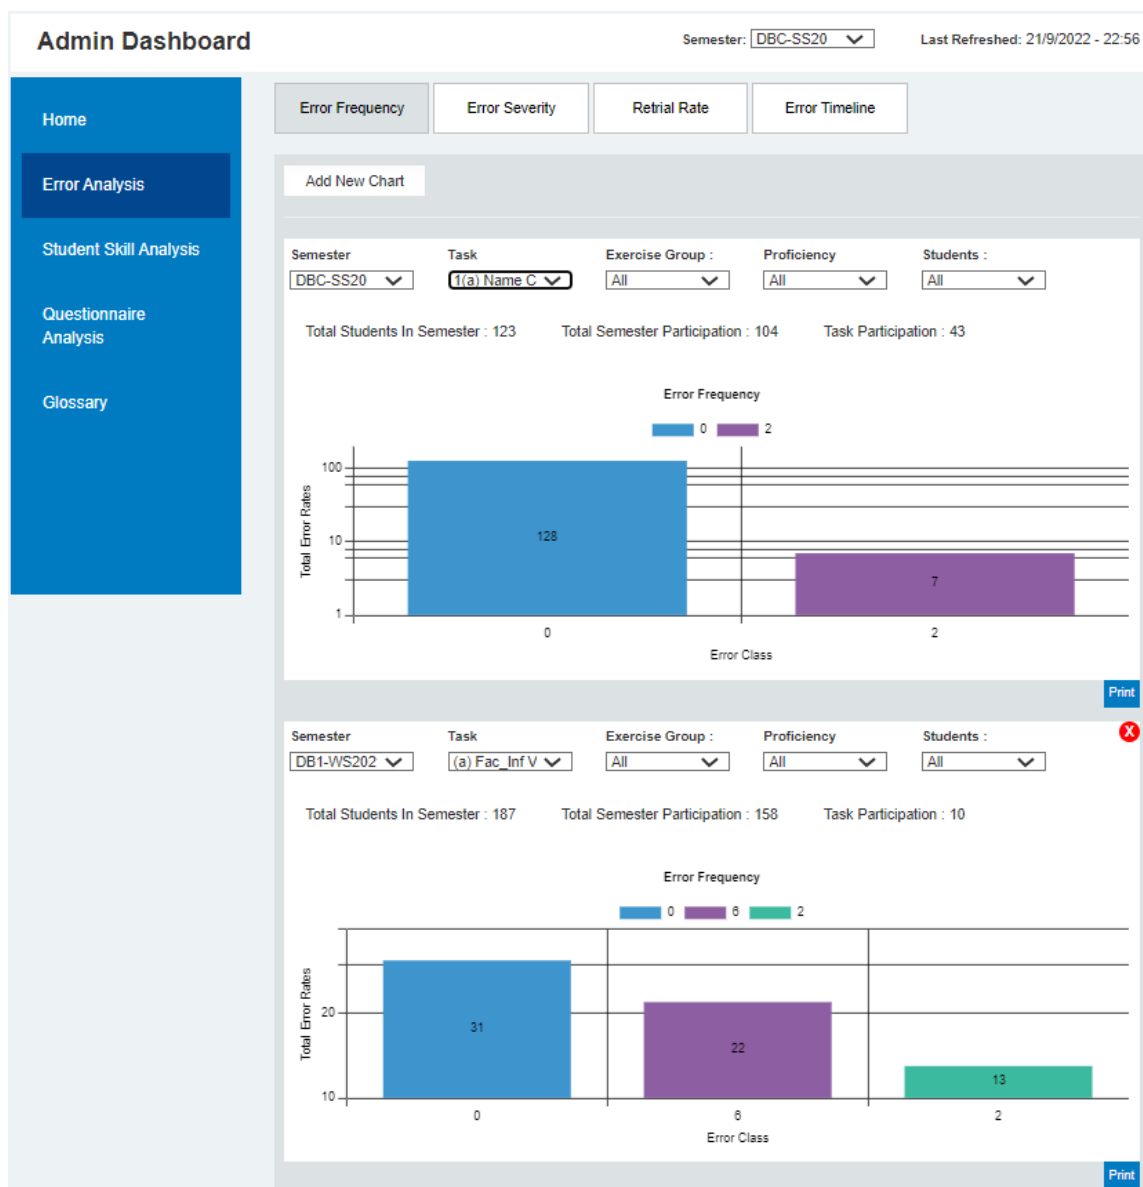 Admin Dashboard
Semester: DBC-SS20
Last Refreshed: 21/9/2022 - 22:56
Home
Error Analysis
Student Skill Analysis
Questionnaire
Analysis
Glossary
Error Frequency
Error Severity
Retrial Rate
Error Timeline
Add New Chart
Semester Task Exercise Group : Proficiency Students :
DBC-SS20 1(a) Name C All All All
Total Students In Semester : 123 Total Semester Participation : 104 Task Participation : 43
Error Frequency
0 2
Total Error Rates
100
10
1
128
7
0 2
Error Class
Print
Semester Task Exercise Group : Proficiency Students :
X
DB1-WS202 (a) Fac_Inf V All All All
Total Students In Semester : 187 Total Semester Participation : 158 Task Participation : 10
Error Frequency
0 6 2
Total Error Rates
20
10
31
22
13
0 6 2
Error Class
Print